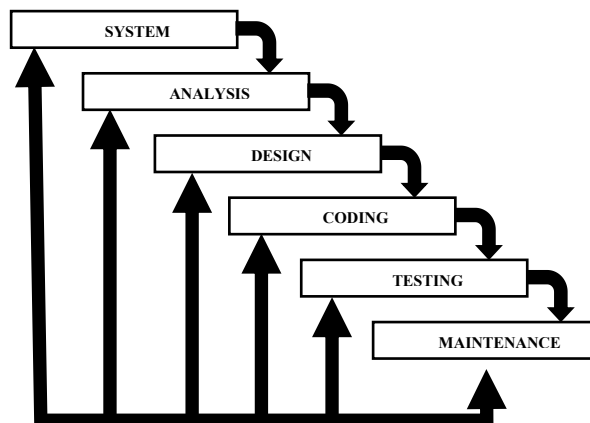 SYSTEM
ANALYSIS
DESIGN
CODING
TESTING
MAINTENANCE